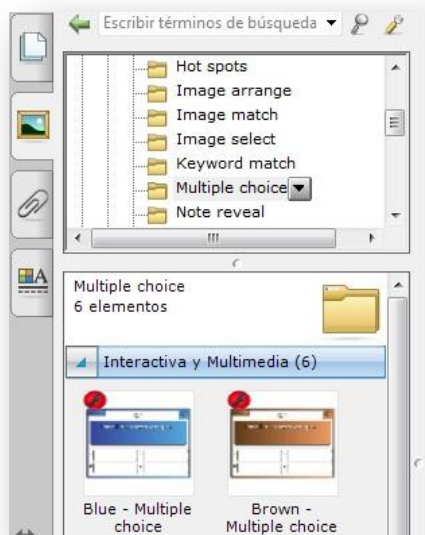 Escribir términos de búsqueda
Hot spots
Image arrange
Image match
Image select
Keyword match
Multiple choice
Note reveal
A
Multiple choice
6 elementos
Interactiva y Multimedia (6)
Blue - Multiple
choice
Brown -
Multiple choice